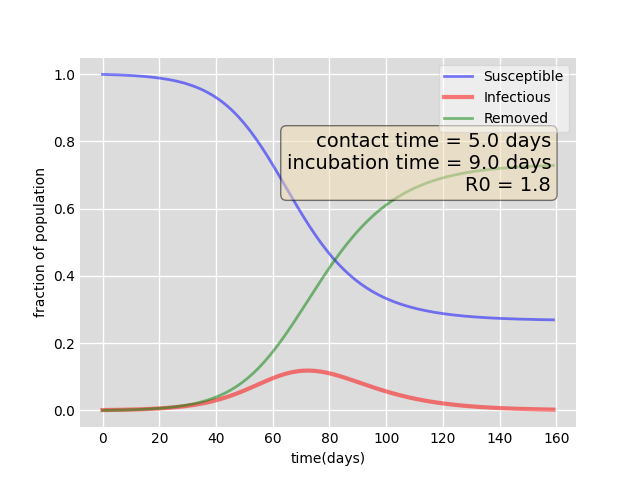 Susceptible
Infectious
Removed
contact time = 5.0 days
incubation time = 9.0 days
R0 = 1.8
fraction of population
1.0
0.8
0.6
0.4
0.2
0.0
0 20 40 60 80 100 120 140 160
time(days)